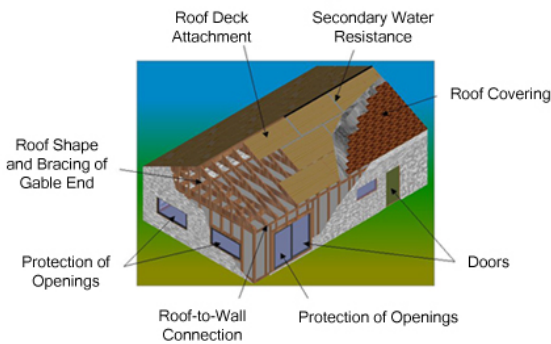 Roof Deck
Attachment
Secondary Water
Resistance
Roof Covering
Roof Shape
and Bracing of
Gable End
Protection of
Openings
Doors
Roof-to-Wall
Connection
Protection of Openings